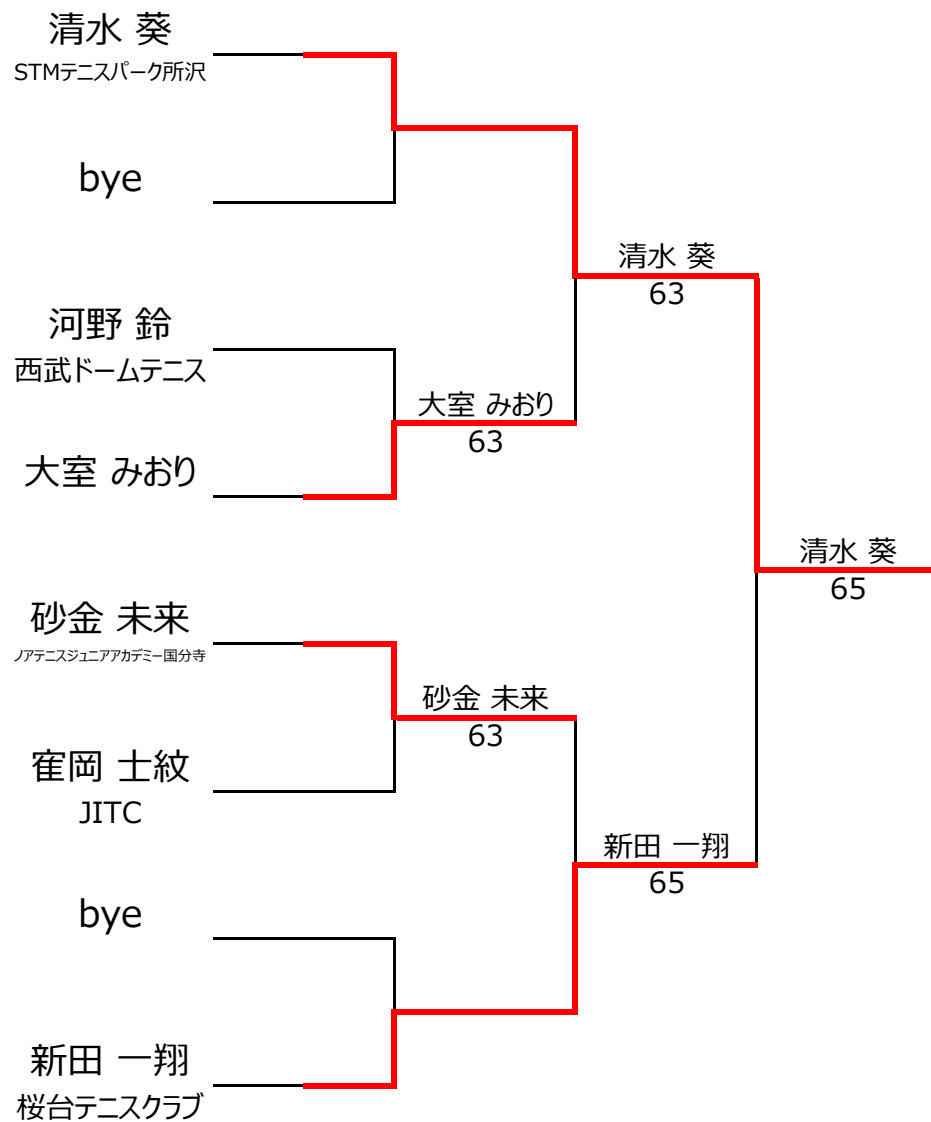 清水 葵
STMテニスパーク所沢
bye
清水 葵
63
河野 鈴
西武ドームテニス
大室 みおり
63
大室 みおり
清水 葵
65
砂金 未来
ノアテニスジュニアアカデミー国分寺
砂金 未来
63
寉岡 士紋
JITC
新田 一翔
65
bye
新田 一翔
桜台テニスクラブ